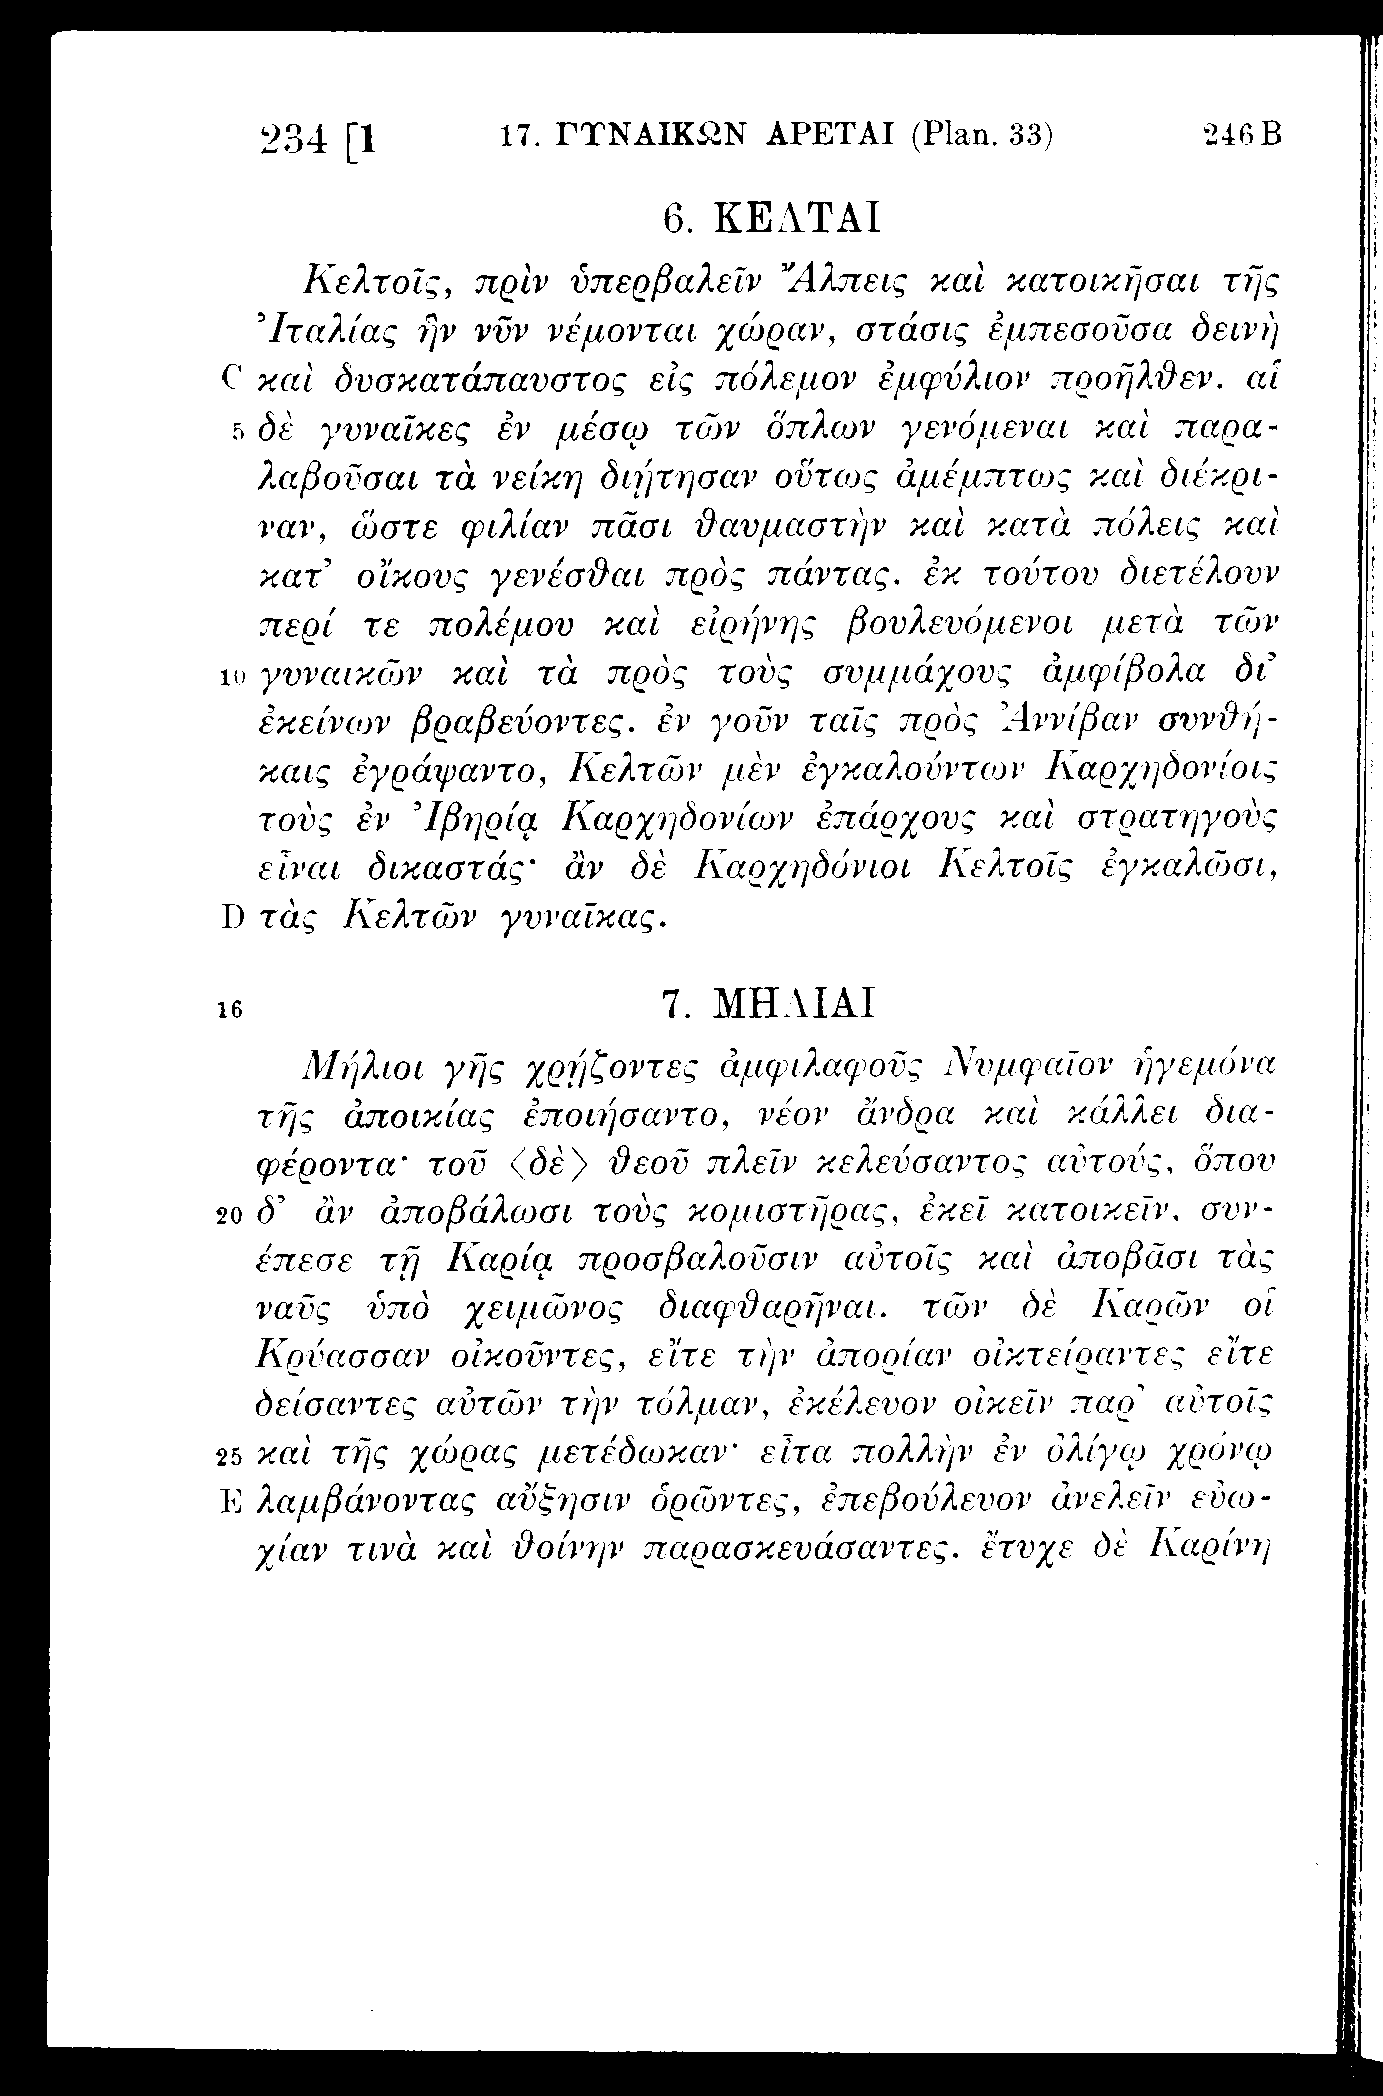 234 [1 17. ΓΥΝΑΙΚΩΝ ΑΡΕΤΑΙ (Plan. 33) 246 B
6. ΚΕΛΤΑΙ
Κελτοῖς, πρὶν ὑπερβαλεῖν Ἄλπεις καὶ κατοικῆσαι τῆς
Ἰταλίας ἣν νῦν νέμονται χώραν, στάσις ἐμπεσοῦσα δεινὴ
C καὶ δυσκατάπαυστος εἰς πόλεμον ἐμφύλιον προῆλθεν. αἱ
5 δὲ γυναῖκες ἐν μέσῳ τῶν ὅπλων γενόμεναι καὶ παρα-
λαβοῦσαι τὰ νείκη διῄτησαν οὕτως ἀμέμπτως καὶ διέκρι-
ναν, ὥστε φιλίαν πᾶσι θαυμαστὴν καὶ κατὰ πόλεις καὶ
κατ’ οἴκους γενέσθαι πρὸς πάντας. ἐκ τούτου διετέλουν
περί τε πολέμου καὶ εἰρήνης βουλευόμενοι μετὰ τῶν
10 γυναικῶν καὶ τὰ πρὸς τοὺς συμμάχους ἀμφίβολα δι’
ἐκείνων βραβεύοντες. ἐν γοῦν ταῖς πρὸς Ἀννίβαν συνθή-
καις ἐγράψαντο, Κελτῶν μὲν ἐγκαλούντων Καρχηδονίοις
τοὺς ἐν Ἰβηρίᾳ Καρχηδονίων ἐπάρχους καὶ στρατηγοὺς
εἶναι δικαστάς· ἂν δὲ Καρχηδόνιοι Κελτοῖς ἐγκαλῶσι,
D τὰς Κελτῶν γυναῖκας.
16 7. ΜΗΛΙΑΙ
Μήλιοι γῆς χρῄζοντες ἀμφιλαφοῦς Νυμφαῖον ἡγεμόνα
τῆς ἀποικίας ἐποιήσαντο, νέον ἄνδρα καὶ κάλλει δια-
φέροντα· τοῦ ⟨δὲ⟩ θεοῦ πλεῖν κελεύσαντος αὐτούς, ὅπου
20 δ’ ἂν ἀποβάλωσι τοὺς κομιστῆρας, ἐκεῖ κατοικεῖν, συν-
έπεσε τῇ Καρίᾳ προσβαλοῦσιν αὐτοῖς καὶ ἀποβᾶσι τὰς
ναῦς ὑπὸ χειμῶνος διαφθαρῆναι. τῶν δὲ Καρῶν οἱ
Κρύασσαν οἰκοῦντες, εἴτε τὴν ἀπορίαν οἰκτείραντες εἴτε
δείσαντες αὐτῶν τὴν τόλμαν, ἐκέλευον οἰκεῖν παρ’ αὐτοῖς
25 καὶ τῆς χώρας μετέδωκαν· εἶτα πολλὴν ἐν ὀλίγῳ χρόνῳ
E λαμβάνοντας αὔξησιν ὁρῶντες, ἐπεβούλευον ἀνελεῖν εὐω-
χίαν τινὰ καὶ θοίνην παρασκευάσαντες. ἔτυχε δὲ Καρίνη